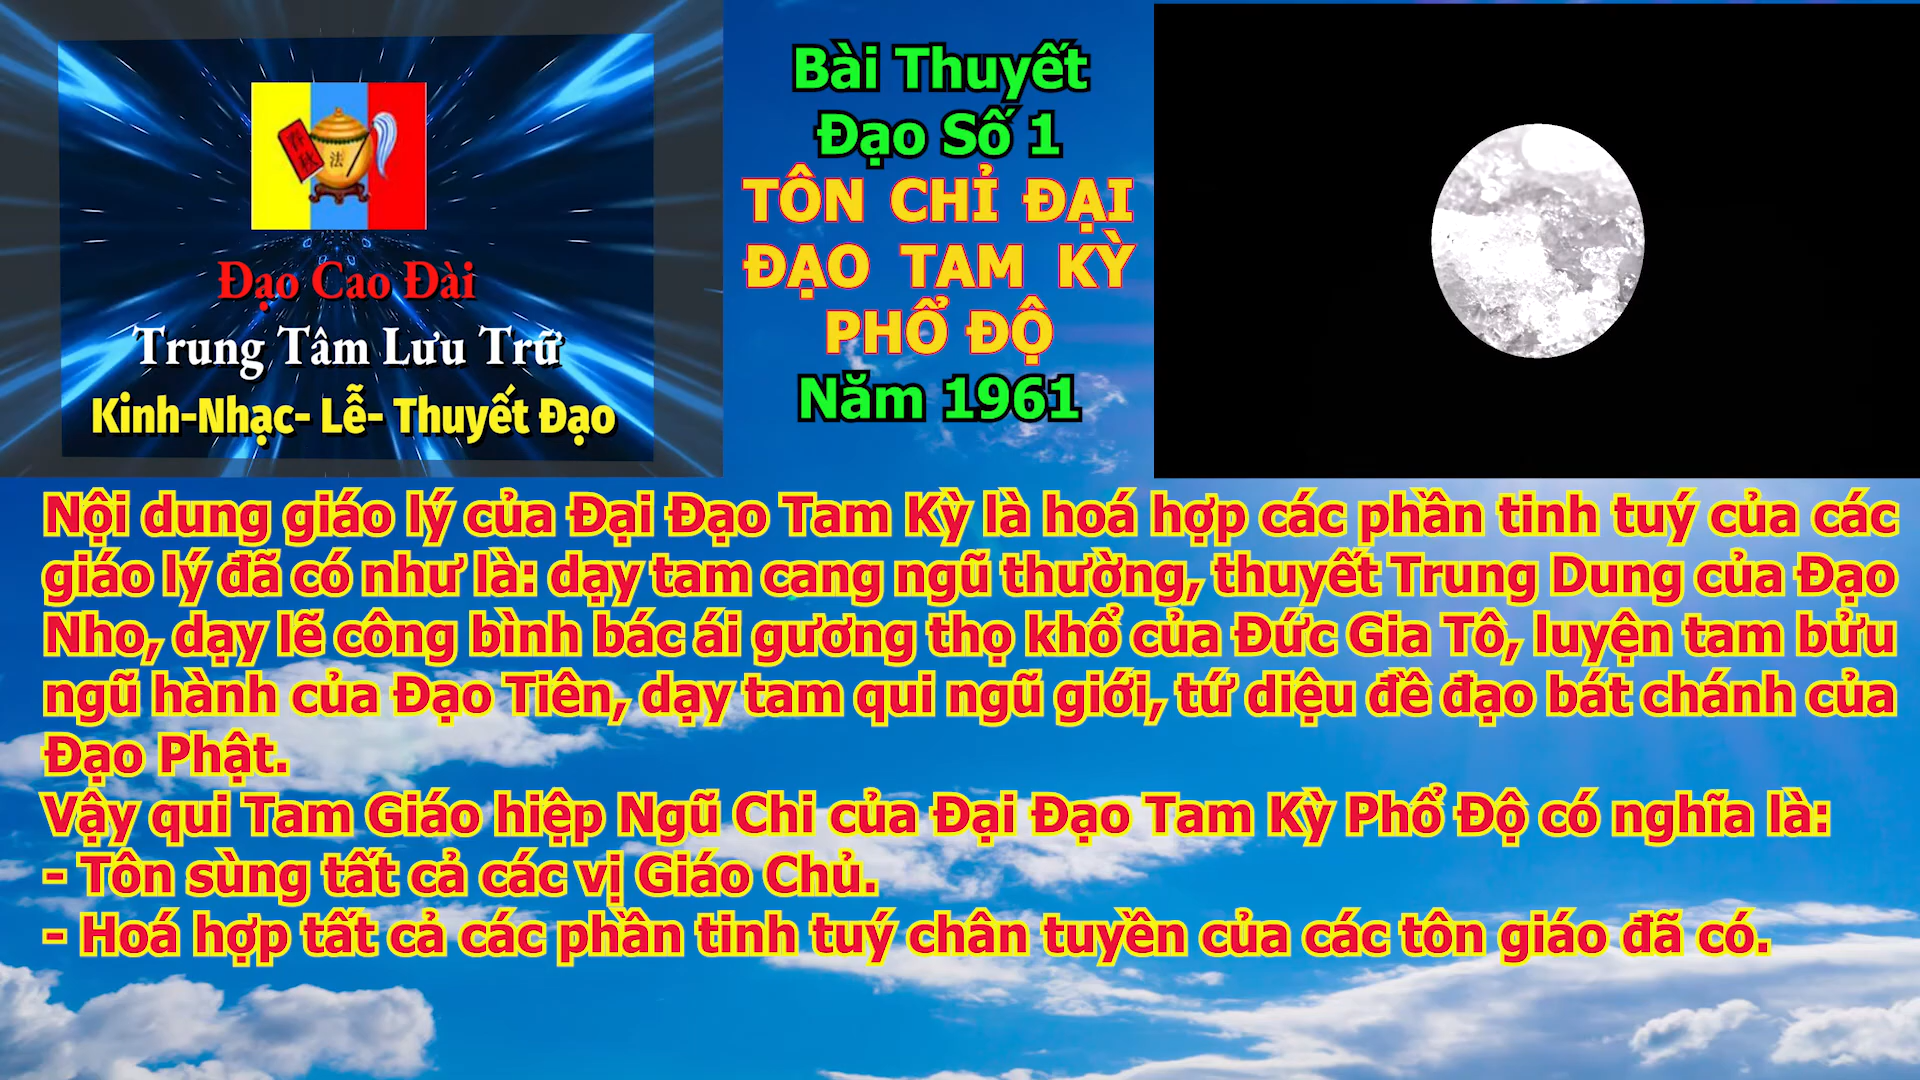 春秋
法
Đạo Cao Đài
Trung Tâm Lưu Trữ
Kinh-Nhạc- Lễ- Thuyết Đạo
Bài Thuyết
Đạo Số 1
TÔN CHỈ ĐẠI
ĐẠO TAM KỲ
PHỔ ĐỘ
Năm 1961
Nội dung giáo lý của Đại Đạo Tam Kỳ là hoá hợp các phần tinh tuý của các
giáo lý đã có như là: dạy tam cang ngũ thường, thuyết Trung Dung của Đạo
Nho, dạy lẽ công bình bác ái gương thọ khổ của Đức Gia Tô, luyện tam bửu
ngũ hành của Đạo Tiên, dạy tam qui ngũ giới, tứ diệu đề đạo bát chánh của
Đạo Phật.
Vậy qui Tam Giáo hiệp Ngũ Chi của Đại Đạo Tam Kỳ Phổ Độ có nghĩa là:
- Tôn sùng tất cả các vị Giáo Chủ.
- Hoá hợp tất cả các phần tinh tuý chân tuyền của các tôn giáo đã có.